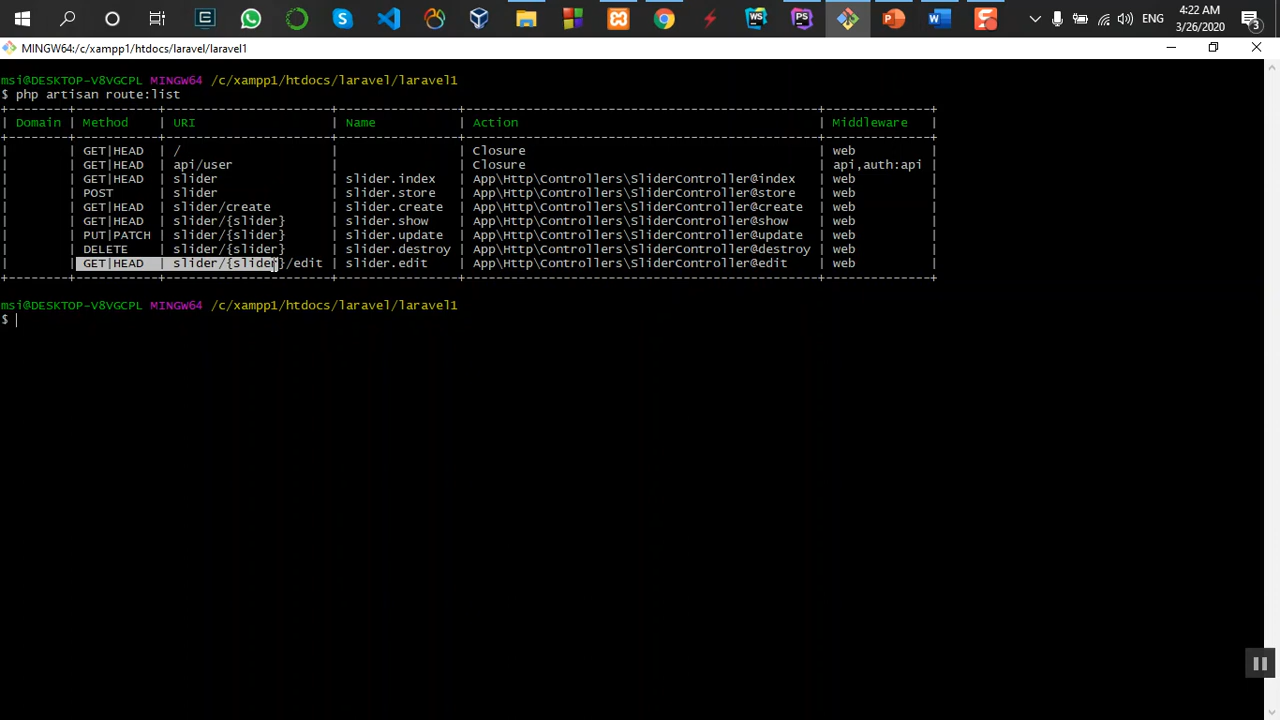 4:22 AM
ENG
3/26/2020
3
MINGW64:/c/xampp1/htdocs/laravel/laravel1
msi@DESKTOP-V8VGCPL MINGW64 /c/xampp1/htdocs/laravel/laravel1
$ php artisan route:list
| Domain | Method | URI | Name | Action | Middleware |
| | GET|HEAD | / | | Closure | web |
| | GET|HEAD | api/user | | Closure | api,auth:api |
| | GET|HEAD | slider | slider.index | App\Http\Controllers\SliderController@index | web |
| | POST | slider | slider.store | App\Http\Controllers\SliderController@store | web |
| | GET|HEAD | slider/create | slider.create | App\Http\Controllers\SliderController@create | web |
| | GET|HEAD | slider/{slider} | slider.show | App\Http\Controllers\SliderController@show | web |
| | PUT|PATCH | slider/{slider} | slider.update | App\Http\Controllers\SliderController@update | web |
| | DELETE | slider/{slider} | slider.destroy | App\Http\Controllers\SliderController@destroy | web |
| | GET|HEAD | slider/{slider}/edit | slider.edit | App\Http\Controllers\SliderController@edit | web |
msi@DESKTOP-V8VGCPL MINGW64 /c/xampp1/htdocs/laravel/laravel1
$